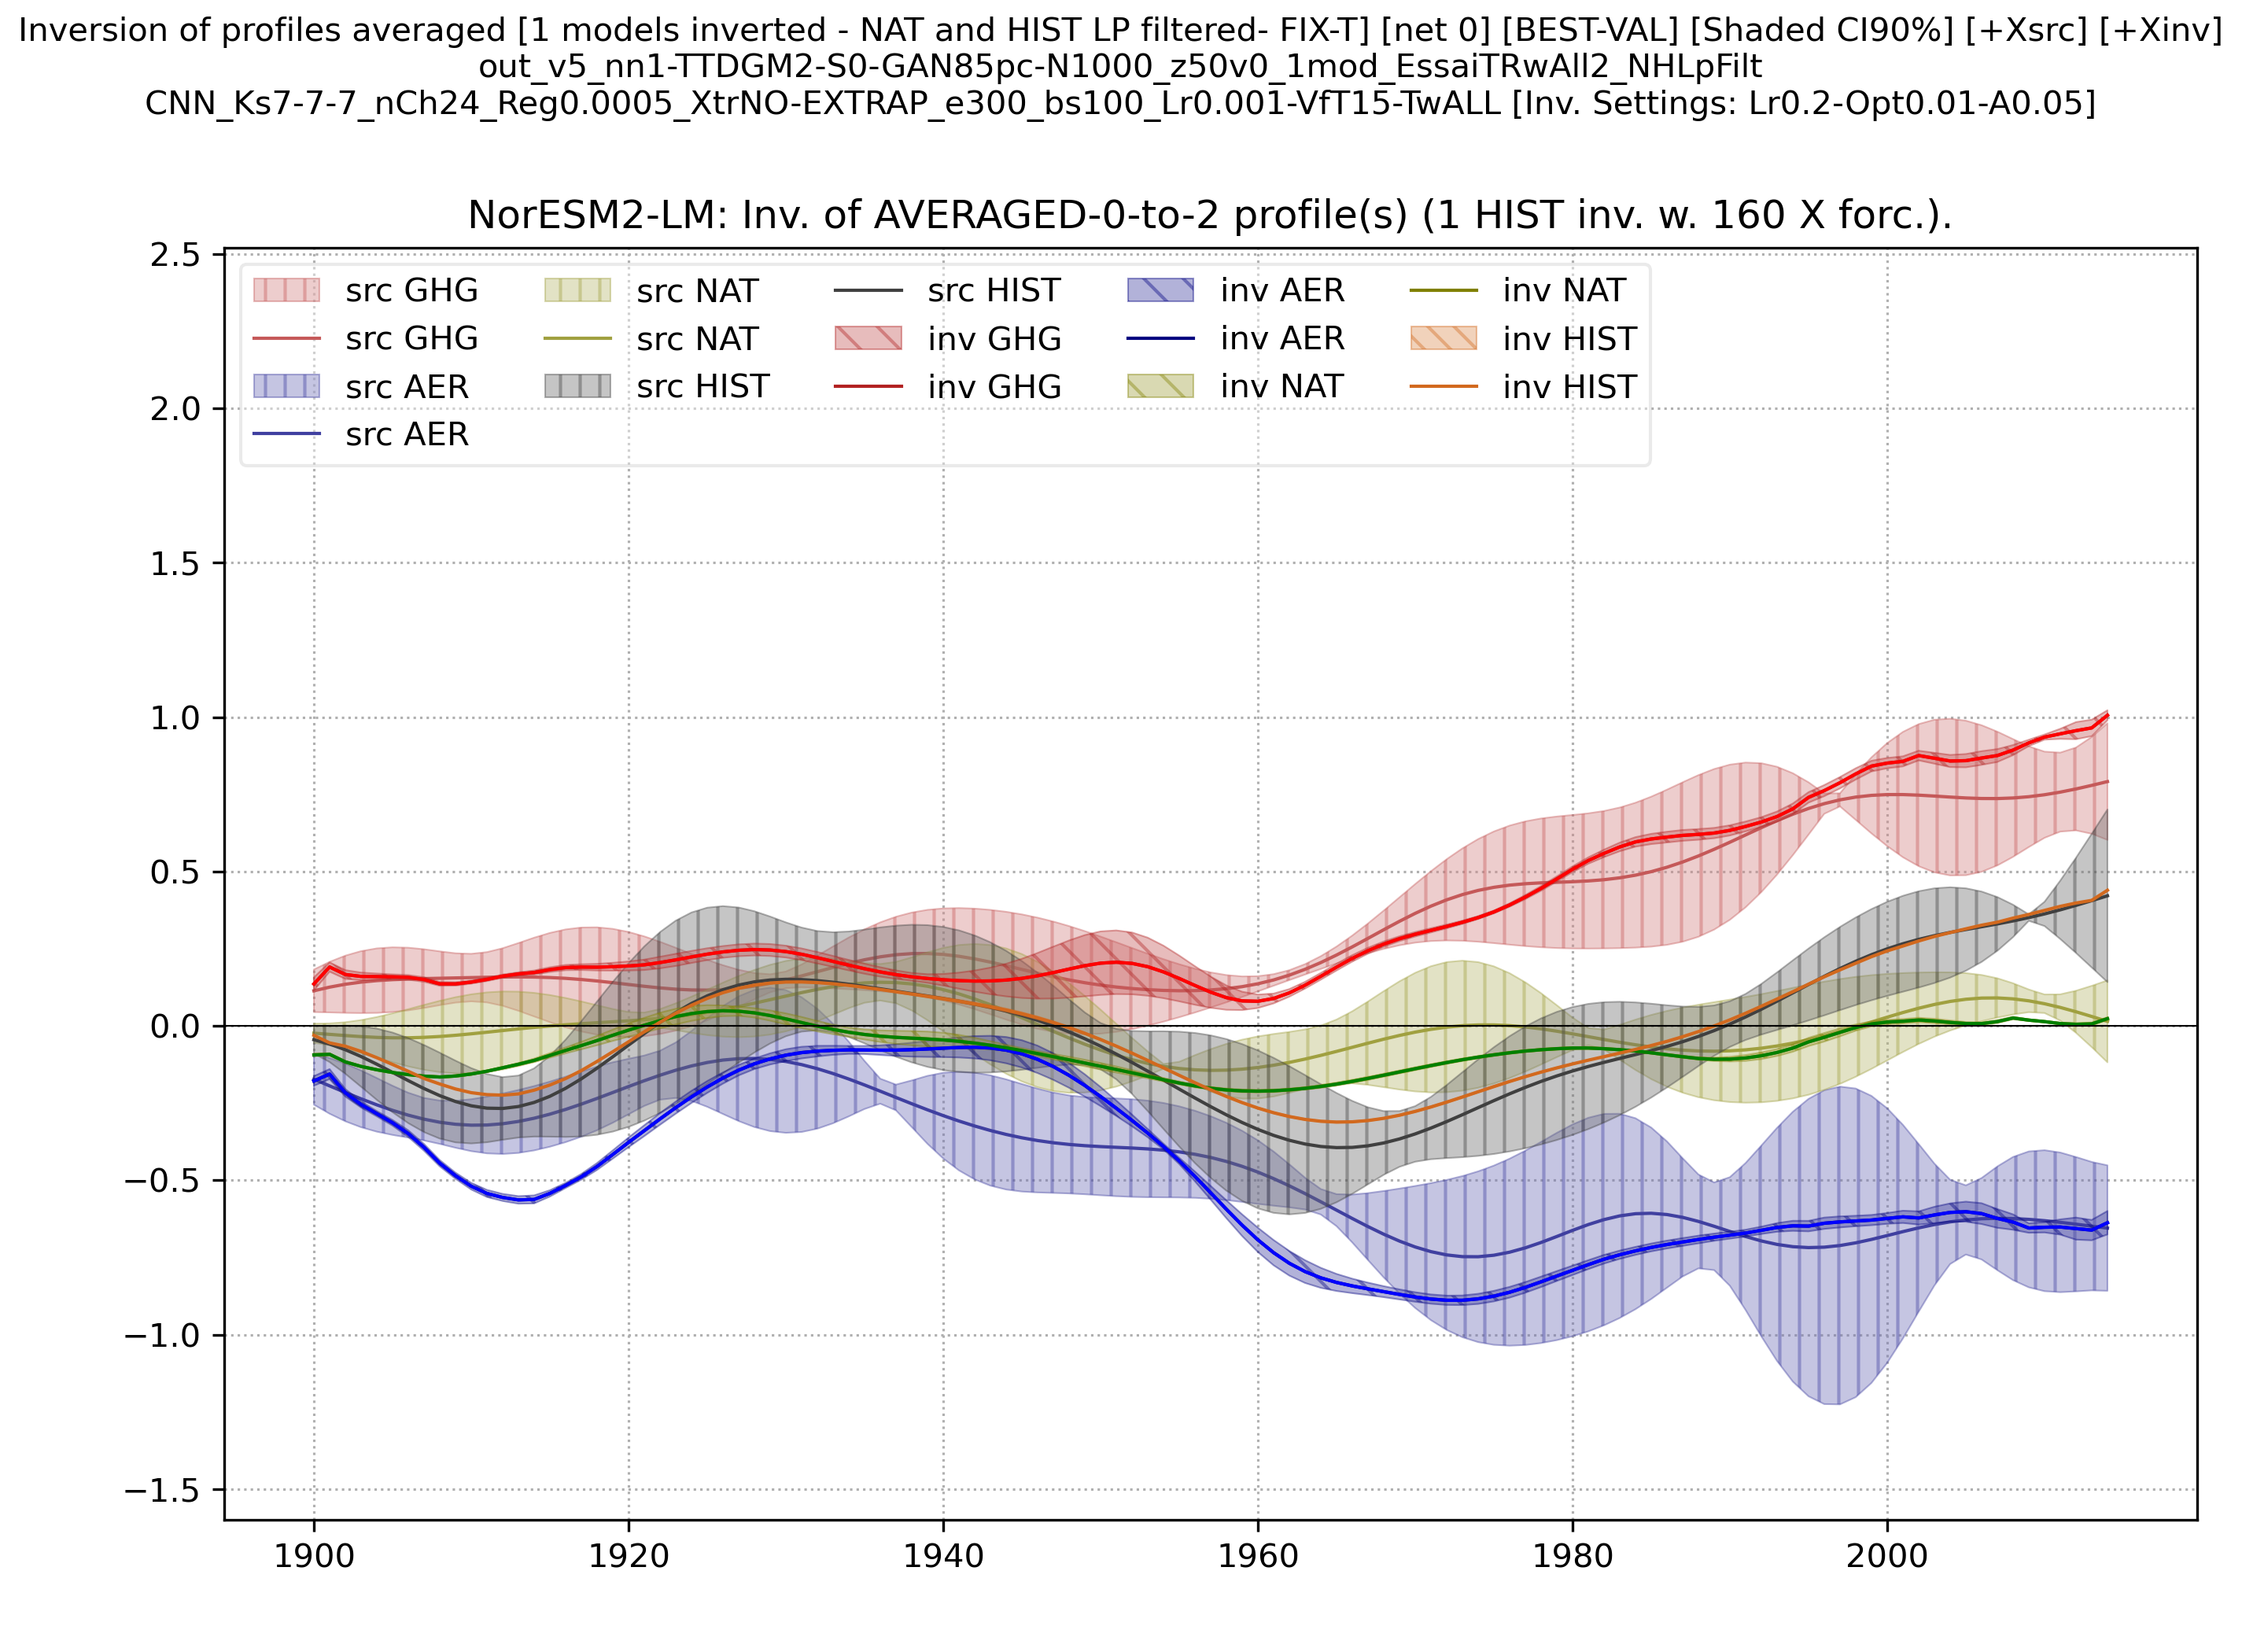 Inversion of profiles averaged [1 models inverted - NAT and HIST LP filtered- FIX-T] [net 0] [BEST-VAL] [Shaded CI90%] [+Xsrc] [+Xinv]
out_v5_nn1-TTDGM2-S0-GAN85pc-N1000_z50v0_1mod_EssaiTRwAll2_NHLpFilt
CNN_Ks7-7-7_nCh24_Reg0.0005_XtrNO-EXTRAP_e300_bs100_Lr0.001-VfT15-TwALL [Inv. Settings: Lr0.2-Opt0.01-A0.05]
NorESM2-LM: Inv. of AVERAGED-0-to-2 profile(s) (1 HIST inv. w. 160 X forc.).
src GHG
src GHG
src AER
src AER
src NAT
src NAT
src HIST
src HIST
inv GHG
inv GHG
inv AER
inv AER
inv NAT
inv NAT
inv HIST
inv HIST
2.5
2.0
1.5
1.0
0.5
0.0
−0.5
−1.0
−1.5
1900
1920
1940
1960
1980
2000